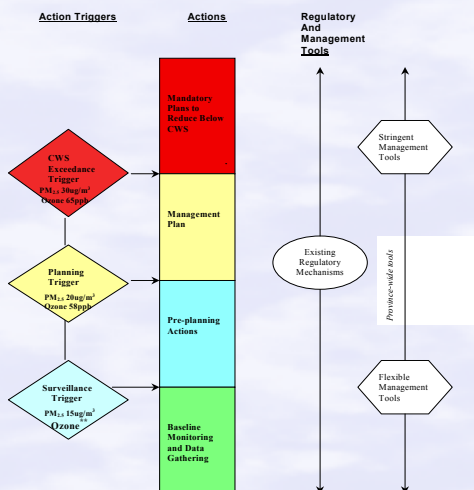 Action Triggers
Actions
Regulatory
And
Management
Tools
Mandatory
Plans to
Reduce Below
CWS
CWS
Exceedance
Trigger
PM2.5 30ug/m3
Ozone 65ppb
Stringent
Management
Tools
Management
Plan
Existing
Regulatory
Mechanisms
Province-wide tools
Planning
Trigger
PM2.5 20ug/m3
Ozone 58ppb
Pre-planning
Actions
Surveillance
Trigger
PM2.5 15ug/m3
Ozone**
Flexible
Management
Tools
Baseline
Monitoring
and Data
Gathering